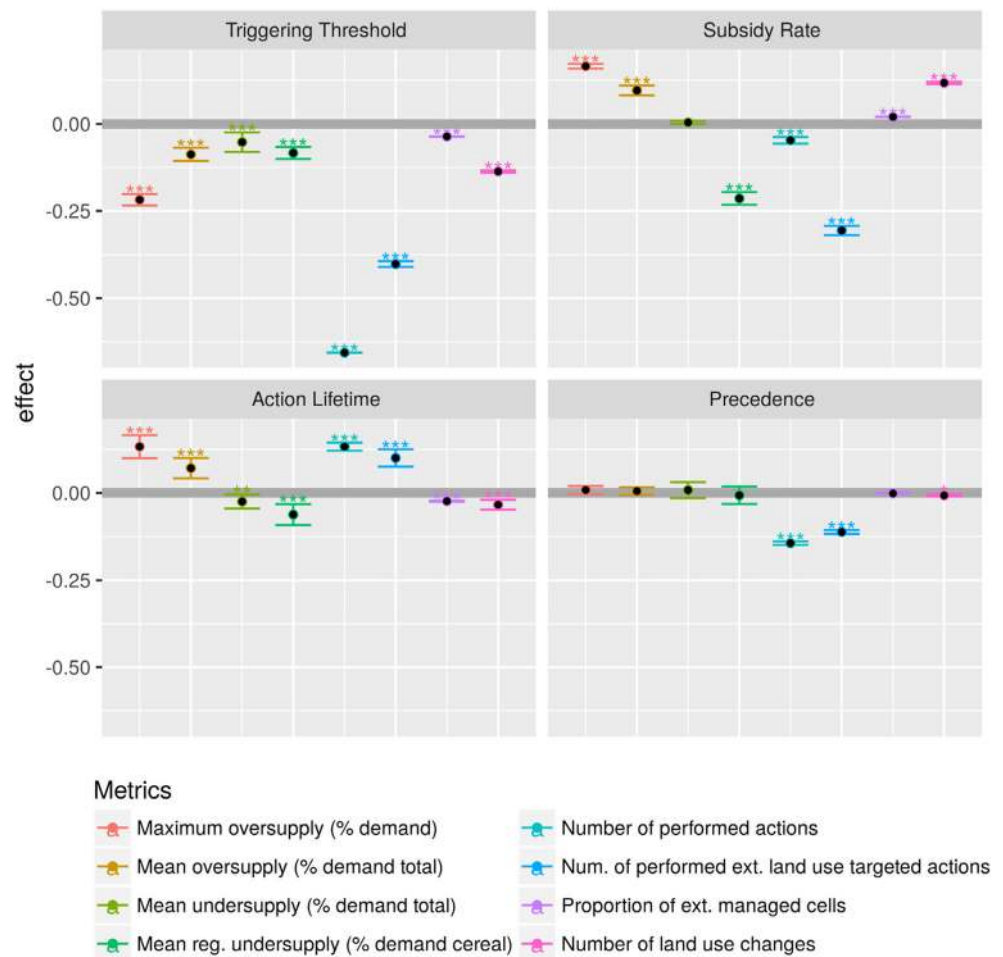 Triggering Threshold
Subsidy Rate
*** *** *** *** *** *** *** ***
*** *** *** *** *** *** ***
0.00
-0.25
-0.50
effect
Action Lifetime
Precedence
*** *** ** *** *** *** *** ***
*** *** *
0.00
-0.25
-0.50
Metrics
a Maximum oversupply (% demand)
a Mean oversupply (% demand total)
a Mean undersupply (% demand total)
a Mean reg. undersupply (% demand cereal)
a Number of performed actions
a Num. of performed ext. land use targeted actions
a Proportion of ext. managed cells
a Number of land use changes